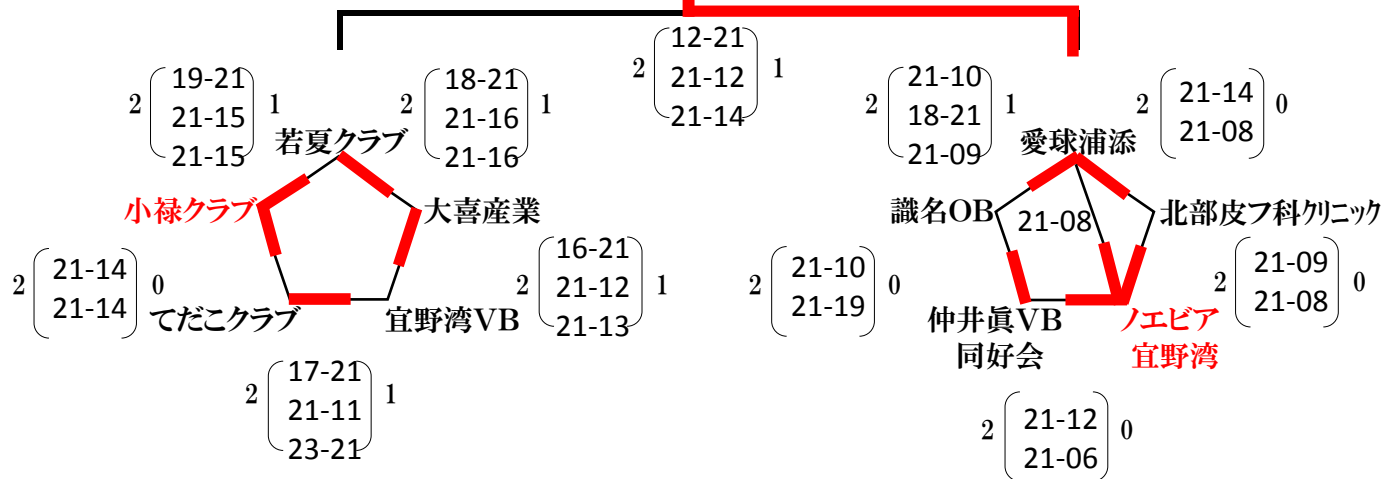 12-21
2 21-12 1
21-14
19-21
2 21-15 1
21-15
18-21
2 21-16 1
21-16
若夏クラブ
小禄クラブ
大喜産業
2 21-14 0
21-14
てだこクラブ
宜野湾VB
16-21
2 21-12 1
21-13
17-21
2 21-11 1
23-21
21-10
2 18-21 1
21-09
2 21-14 0
21-08
愛球浦添
識名OB
21-08
北部皮フ科クリニック
2 21-10 0
21-19
仲井眞VB
同好会
ノエビア
宜野湾
2 21-09 0
21-08
2 21-12 0
21-06